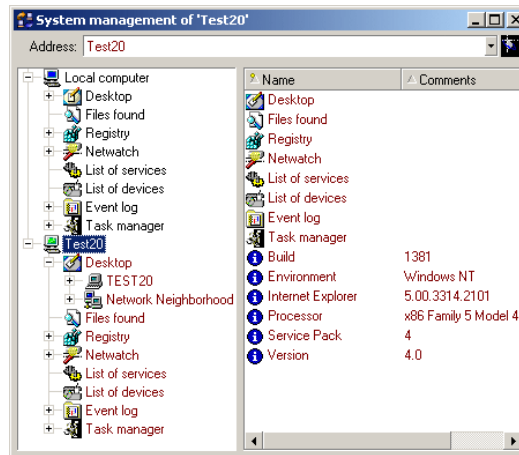 System management of 'Test20'
Address: Test20
Local computer
Desktop
Files found
Registry
Netwatch
List of services
List of devices
Event log
Task manager
Test20
Desktop
TEST20
Network Neighborhood
Files found
Registry
Netwatch
List of services
List of devices
Event log
Task manager
Name Comments
Desktop
Files found
Registry
Netwatch
List of services
List of devices
Event log
Task manager
Build 1381
Environment Windows NT
Internet Explorer 5.00.3314.2101
Processor x86 Family 5 Model 4
Service Pack 4
Version 4.0